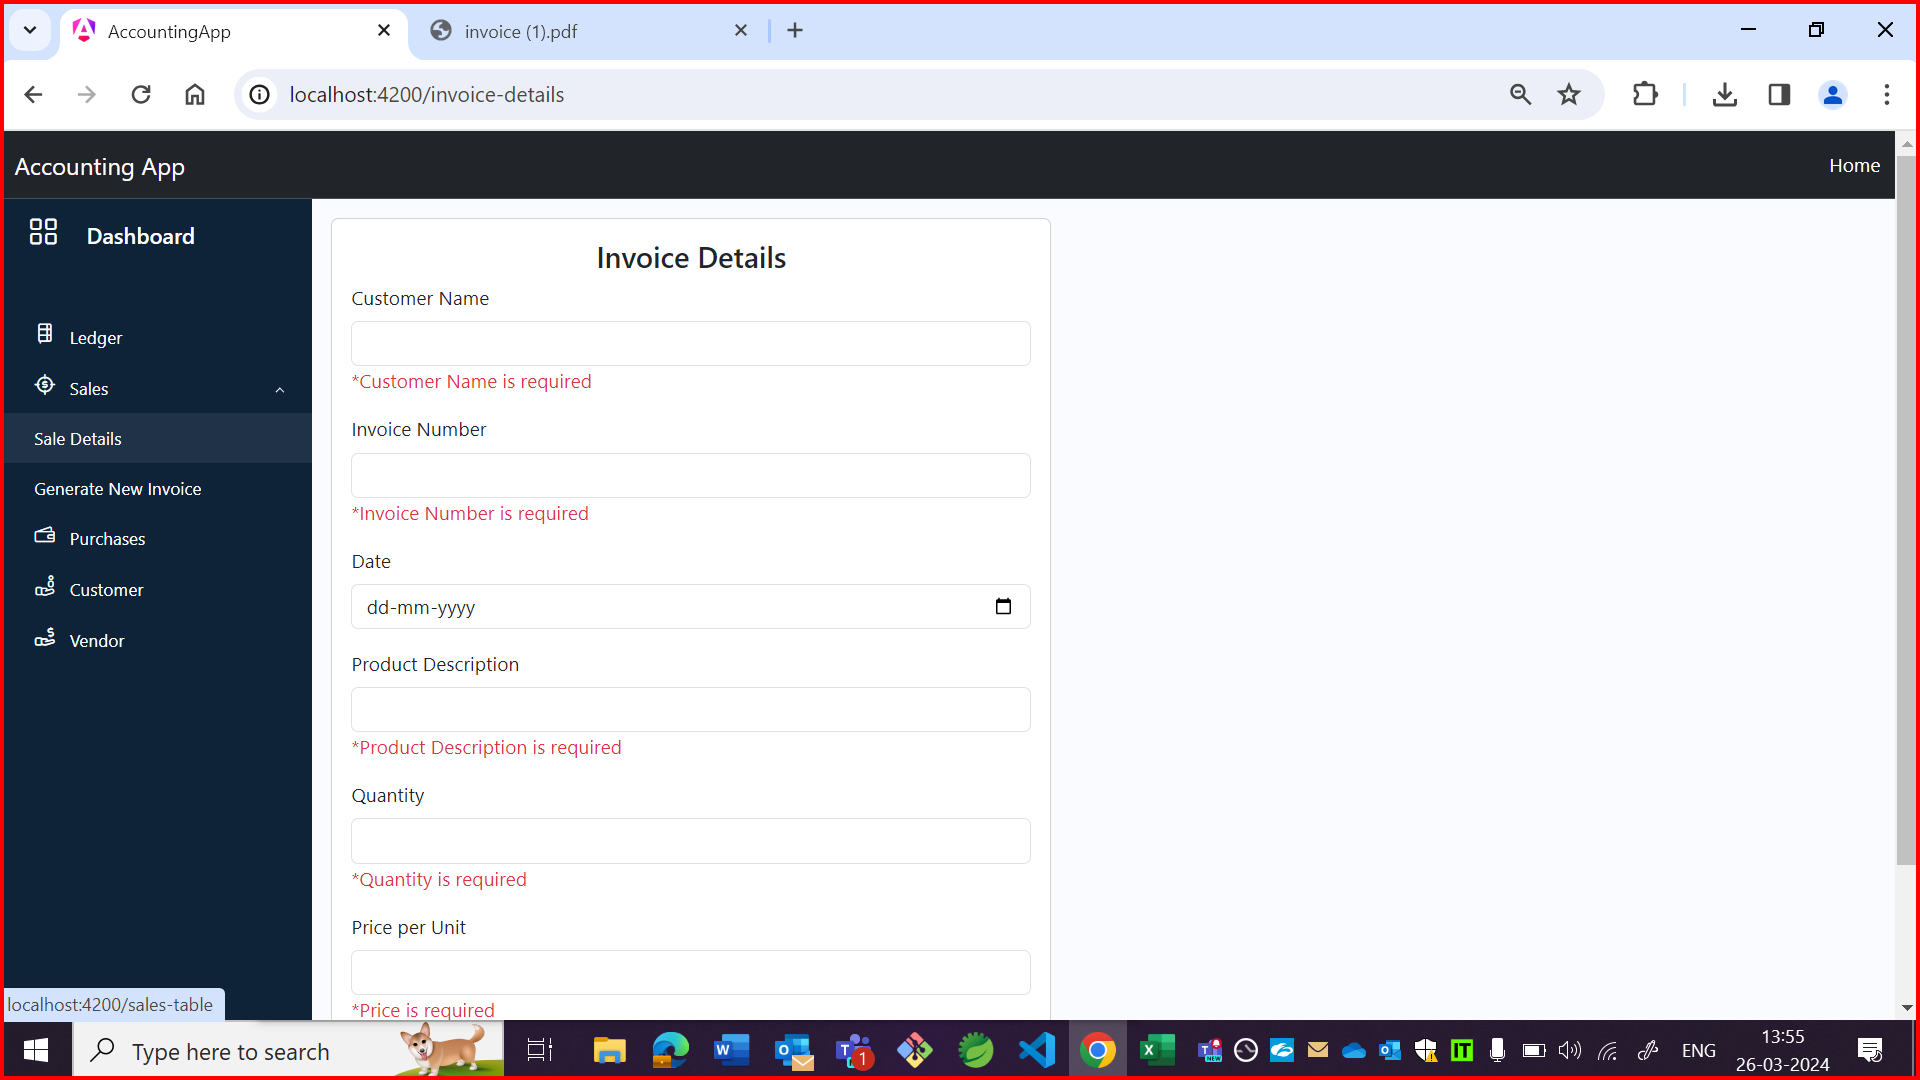 AccountingApp
invoice (1).pdf
localhost:4200/invoice-details
Accounting App
Home
Dashboard
Ledger
Sales
Sale Details
Generate New Invoice
Purchases
Customer
Vendor
Invoice Details
Customer Name
*Customer Name is required
Invoice Number
*Invoice Number is required
Date
dd-mm-yyyy
Product Description
*Product Description is required
Quantity
*Quantity is required
Price per Unit
*Price is required
localhost:4200/sales-table
Type here to search
1
NEW
IT
ENG
13:55
26-03-2024